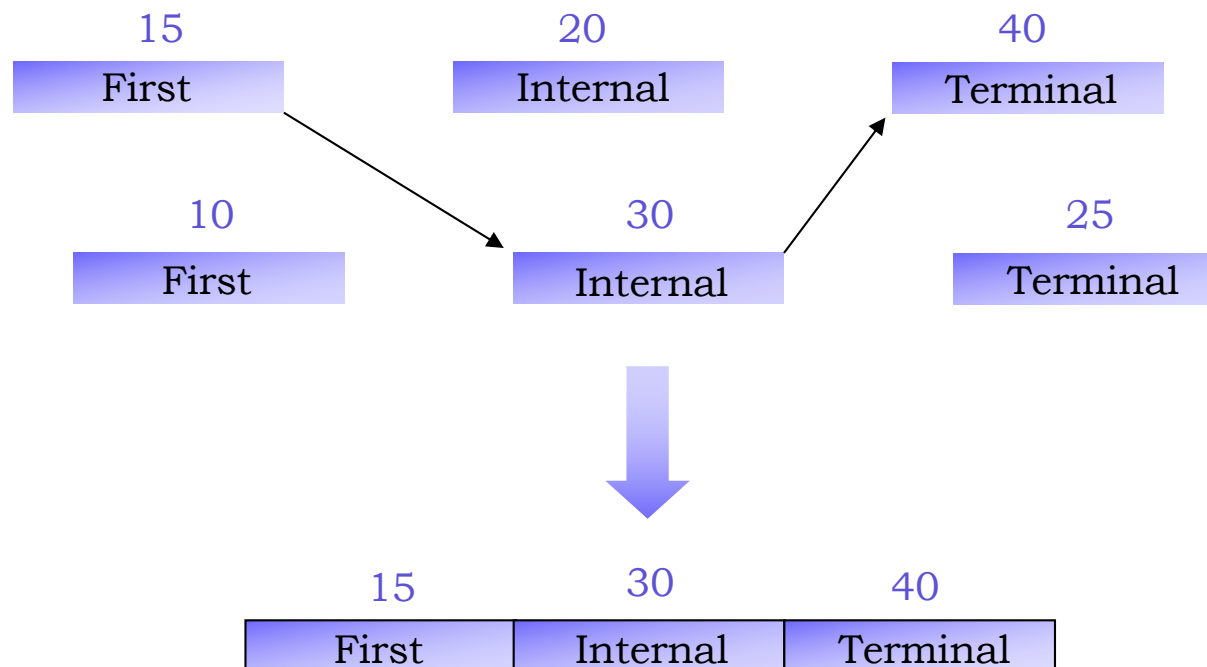 15 20 40
First Internal Terminal
10 30 25
First Internal Terminal
15 30 40
First Internal Terminal